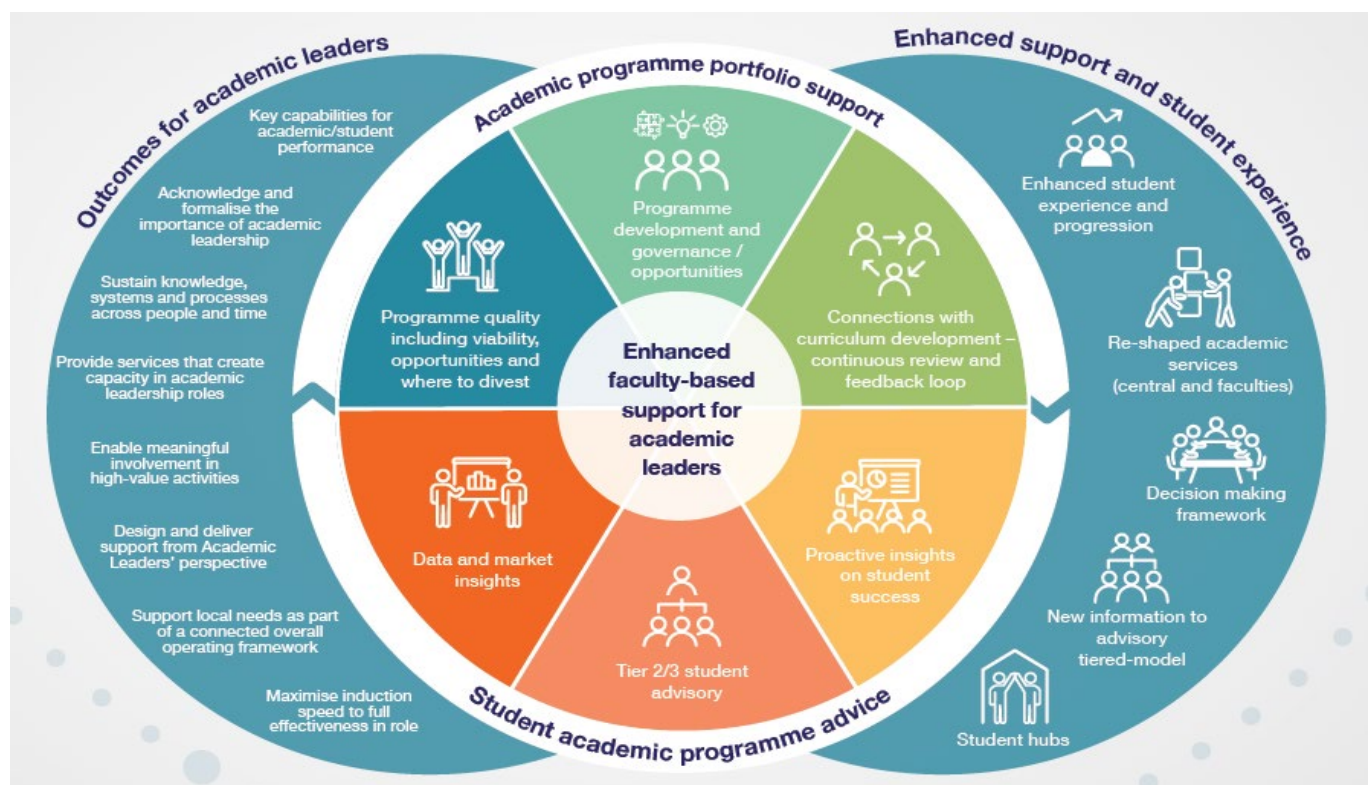 Outcomes for academic leaders
Key capabilities for
academic/student
performance
Acknowledge and
formalise the
importance of academic
leadership
Sustain knowledge,
systems and processes
across people and time
Provide services that create
capacity in academic
leadership roles
Enable meaningful
involvement in
high-value activities
Design and deliver
support from Academic
Leaders' perspective
Support local needs as part
of a connected overall
operating framework
Maximise induction
speed to full
effectiveness in role
Academic programme portfolio support
Programme quality
including viability,
opportunities and
where to divest
Programme
development and
governance /
opportunities
Connections with
curriculum development –
continuous review and
feedback loop
Enhanced
faculty-based
support for
academic
leaders
Data and market
insights
Tier 2/3 student
advisory
Proactive insights
on student
success
Student academic programme advice
Enhanced support and student experience
Enhanced student
experience and
progression
Re-shaped academic
services
(central and faculties)
Decision making
framework
New information to
advisory
tiered-model
Student hubs